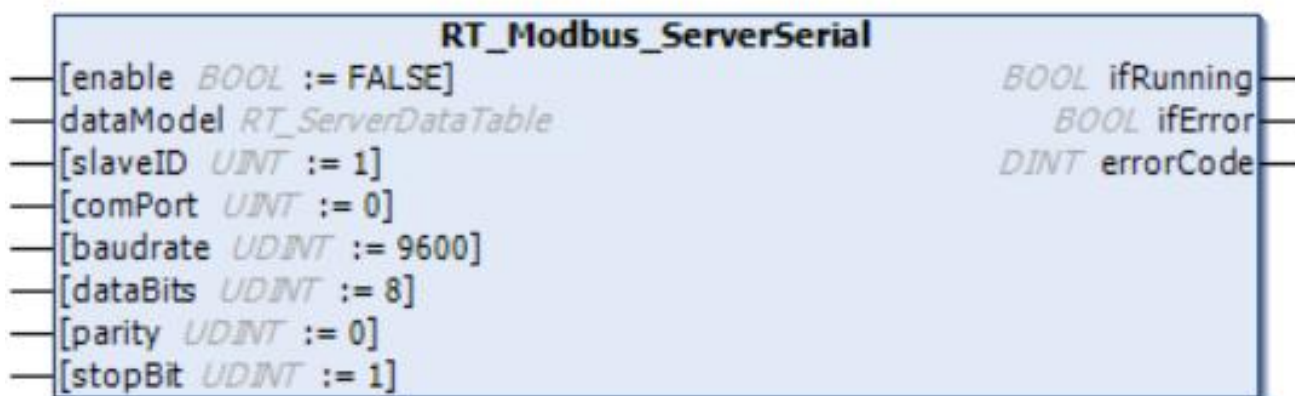 RT_Modbus_ServerSerial
[enable BOOL := FALSE] BOOL ifRunning
dataModel RT_ServerDataTable BOOL ifError
[slaveID UINT := 1] DINT errorCode
[comPort UINT := 0]
[baudrate UDINT := 9600]
[dataBits UDINT := 8]
[parity UDINT := 0]
[stopBit UDINT := 1]